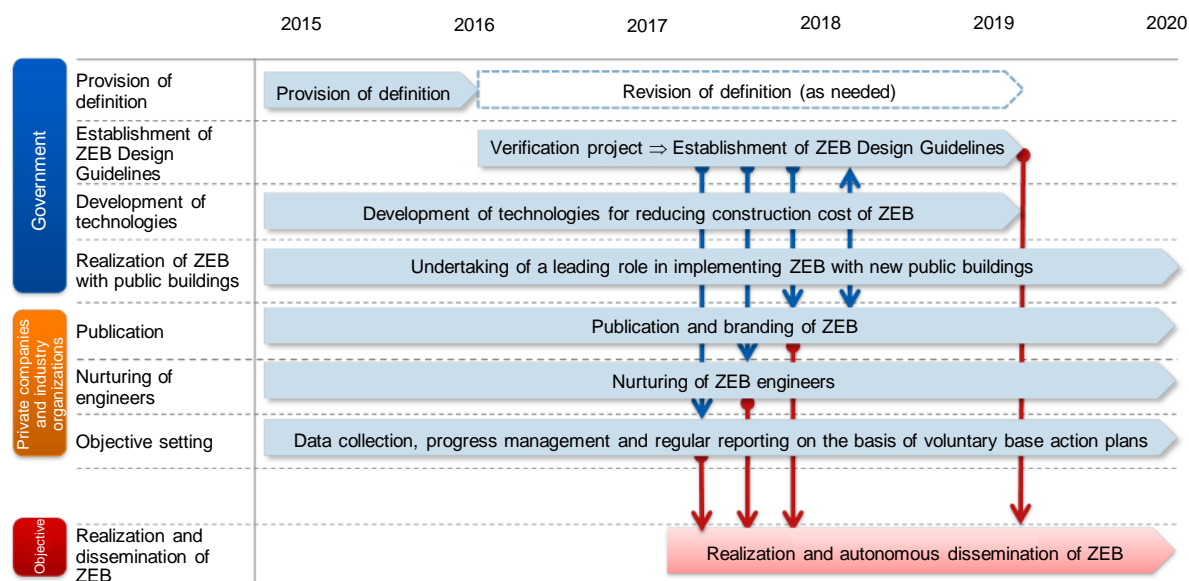 2015 2016 2017 2018 2019 2020
Government
Provision of
definition
Provision of definition
Revision of definition (as needed)
Establishment of
ZEB Design
Guidelines
Verification project ⇒ Establishment of ZEB Design Guidelines
Development of
technologies
Development of technologies for reducing construction cost of ZEB
Realization of ZEB
with public buildings
Undertaking of a leading role in implementing ZEB with new public buildings
Private companies
and industry
organizations
Publication
Publication and branding of ZEB
Nurturing of
engineers
Nurturing of ZEB engineers
Objective setting
Data collection, progress management and regular reporting on the basis of voluntary base action plans
Objective
Realization and
dissemination of
ZEB
Realization and autonomous dissemination of ZEB